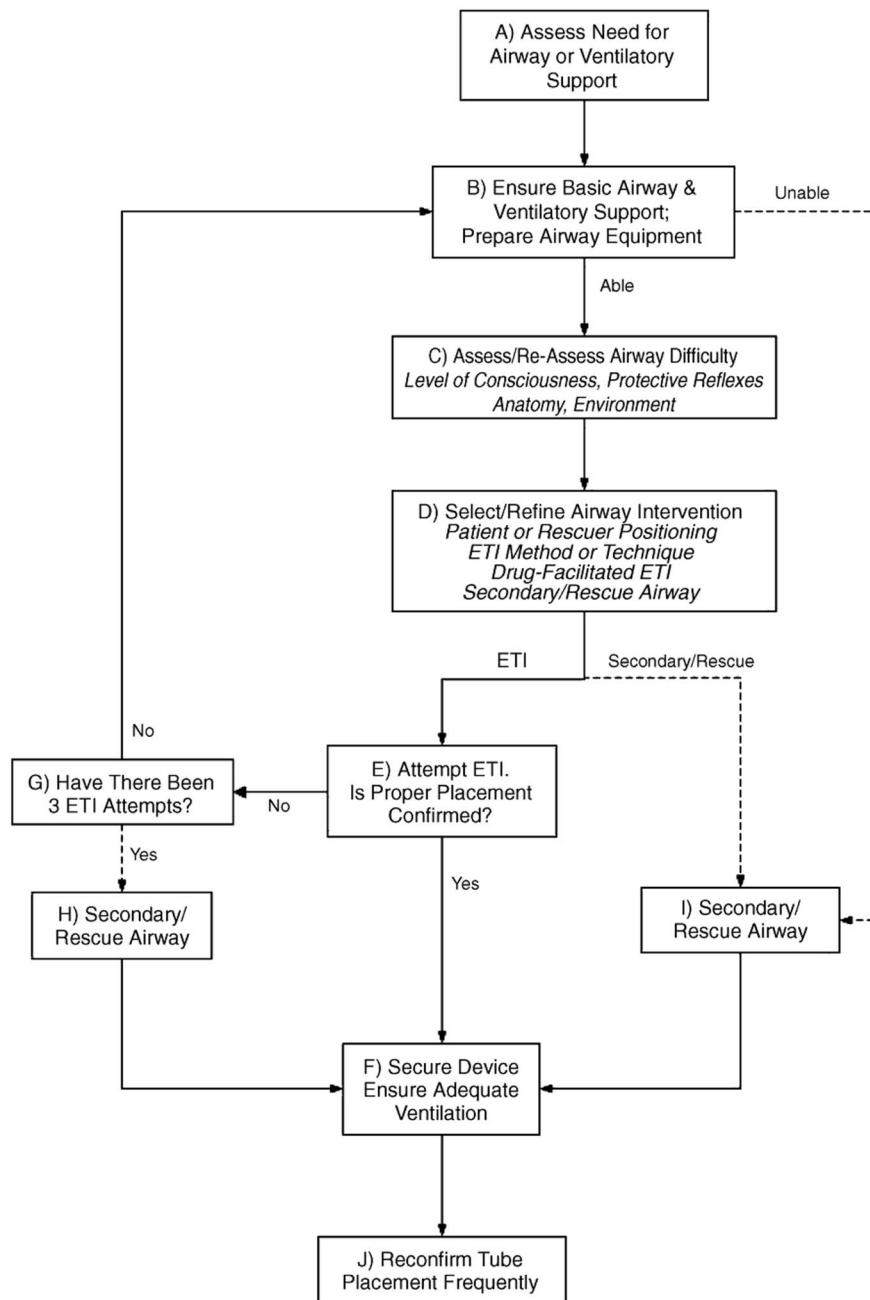 A) Assess Need for
Airway or Ventilatory
Support
B) Ensure Basic Airway &
Ventilatory Support;
Prepare Airway Equipment
Unable
Able
C) Assess/Re-Assess Airway Difficulty
Level of Consciousness, Protective Reflexes
Anatomy, Environment
D) Select/Refine Airway Intervention
Patient or Rescuer Positioning
ETI Method or Technique
Drug-Facilitated ETI
Secondary/Rescue Airway
ETI
Secondary/Rescue
No
G) Have There Been
3 ETI Attempts?
No
E) Attempt ETI.
Is Proper Placement
Confirmed?
Yes
Yes
H) Secondary/
Rescue Airway
I) Secondary/
Rescue Airway
F) Secure Device
Ensure Adequate
Ventilation
J) Reconfirm Tube
Placement Frequently